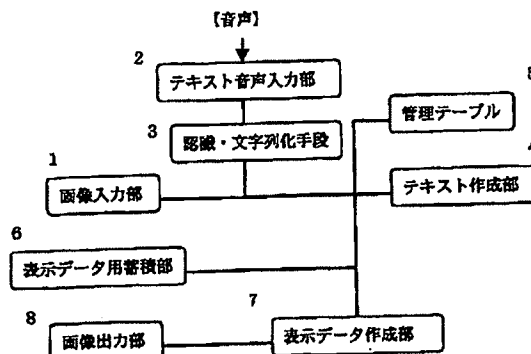 【音声】
2
テキスト音声入力部
3
認識・文字列化手段
管理テーブル
1
画像入力部
テキスト作成部
6
表示データ用蓄積部
7
表示データ作成部
8
画像出力部